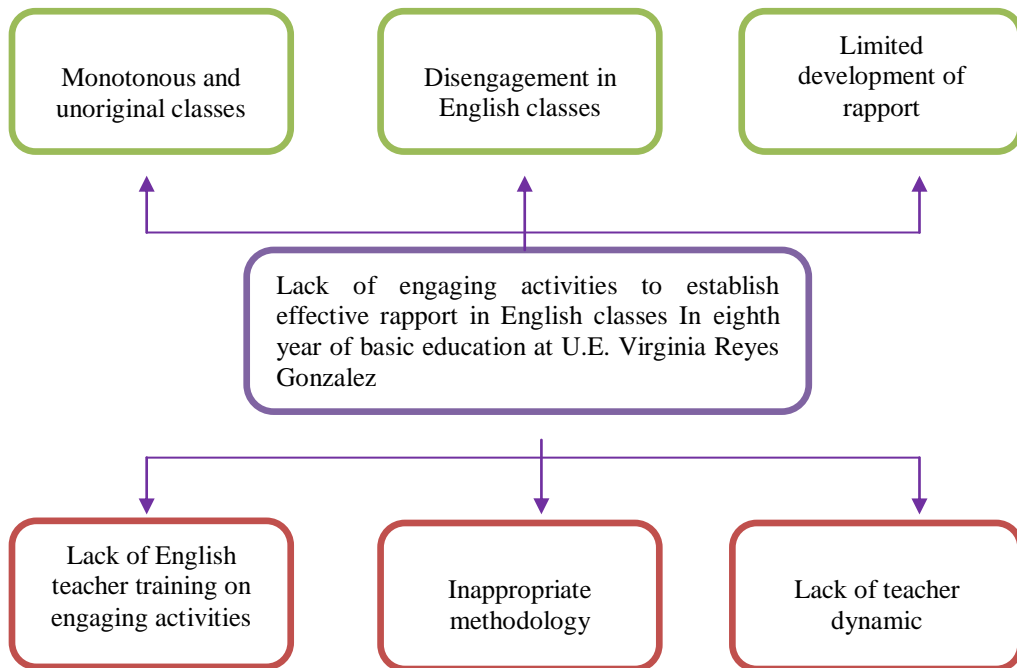 Monotonous and
unoriginal classes
Disengagement in
English classes
Limited
development of
rapport
Lack of engaging activities to establish
effective rapport in English classes In eighth
year of basic education at U.E. Virginia Reyes
Gonzalez
Lack of English
teacher training on
engaging activities
Inappropriate
methodology
Lack of teacher
dynamic